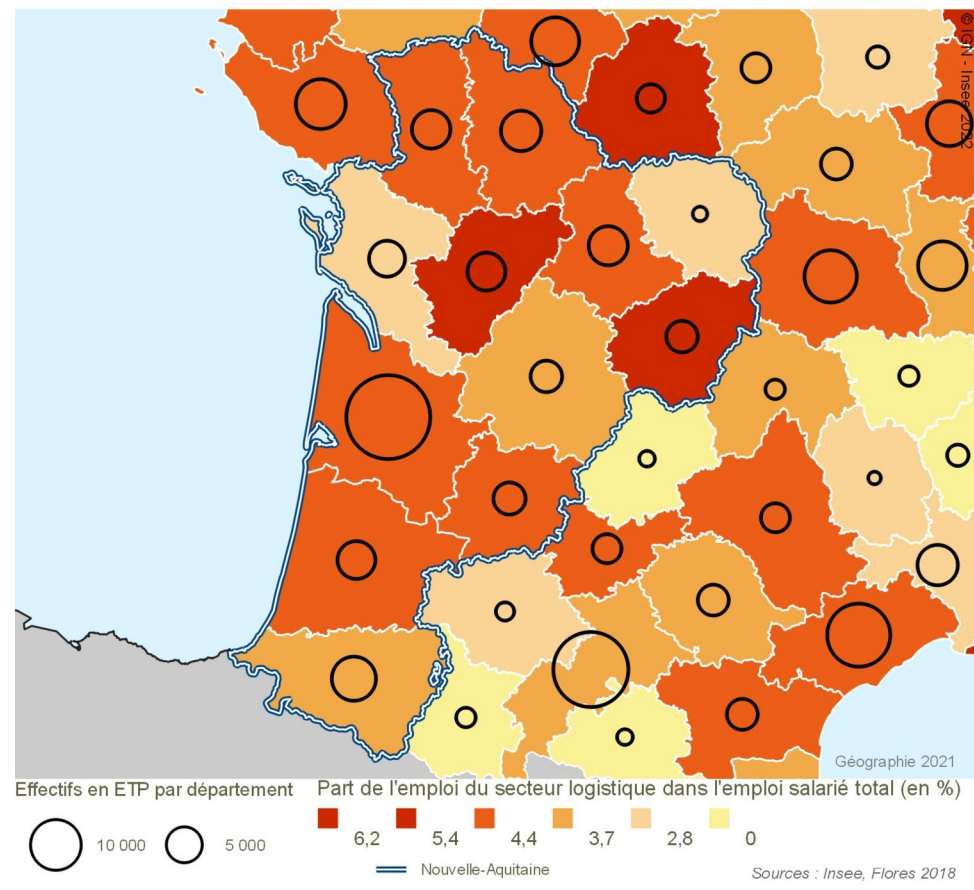 © IGN - Insee 2022
Géographie 2021
Effectifs en ETP par département
10 000
5 000
Part de l'emploi du secteur logistique dans l'emploi salarié total (en %)
6,2
5,4
4,4
3,7
2,8
0
Nouvelle-Aquitaine
Sources : Insee, Flores 2018